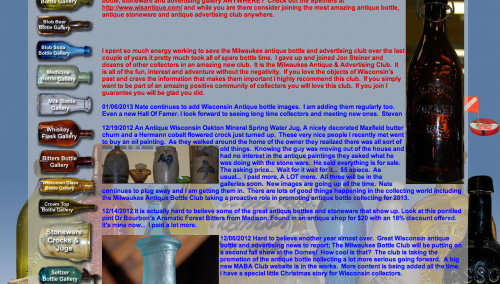 bottle, stoneware and advertising gallery ANYWHERE? Check out the Spinners at
http://www.wisantique.com/ and while you are there consider joining the most amazing antique bottle,
antique stoneware and antique advertising club anywhere.
I spent so much energy working to save the Milwaukee antique bottle and advertising club over the last
couple of years it pretty much took all of spare bottle time. I gave up and joined Jon Steiner and
dozens of other collectors in an amazing new club. It is the Milwaukee Antique & Advertising Club. It
is all of the fun, interest and adventure without the negativity. If you love the objects of Wisconsin's
past and crave the information that makes them important I highly recommend this club. If you simply
want to be part of an amazing positive community of collectors you will love this club. If you join I
guarantee you will be glad you did.
01/06/2013 Nate continues to add Wisconsin Antique bottle images. I am adding them regularly too.
Even a new Hall Of Famer. I look forward to seeing long time collectors and meeting new ones. Steven
12/19/2012 An Antique Wisconsin Oakton Mineral Spring Water Jug, A nicely decorated Maxfield butter
churn and a Hermann cobalt flowered crock just turned up. These very nice people I recently met went
to buy an oil painting. As they walked around the home of the owner they realized there was all sort of
old things. Knowing the guy was moving out of the house and
had no interest in the antique paintings they asked what he
was doing with the stone ware. He said everything is for sale.
The asking price... Wait for it wait for it... $5 apiece. As
usual... I paid more, A LOT more. All three will be in the
galleries soon. New images are going up all the time. Nate
continues to plug away and I am getting them in. There are lots of good things happening in the collecting world including
the Milwaukee Antique Bottle Club taking a proactive role in promoting antique bottle collecting for 2013.
12/14/2012 It is actually hard to believe some of the great antique bottles and stoneware that show up. Look at this pontiled
pint Dr Bourbon's Aromatic Forest Bitters from Madison. Found in an antique shop for $20 with an 18% discount offered.
It's mine now... I paid a lot more.
12/06/2012 Hard to believe another year almost over. Great Wisconsin antique
bottle and advertising news to report; The Milwaukee Bottle Club will be putting on
a second fall show at the Domes! How cool is that? The club is taking the
promotion of the antique bottle collecting a lot more serious going forward. A big
new MABA Club website is in the works. More content is being added all the time.
I have a special little Christmas story for Wisconsin collectors.
Blob Beer
Bottle Gallery
Blob Soda
Bottle Gallery
Medicine
Bottle Gallery
Milk Bottle
Gallery
Whiskey
Flask Gallery
Bitters Bottle
Gallery
Wisconsin Glass
Bottle Gallery
Crown Top
Bottle Gallery
Stoneware
Crocks &
Jugs
Seltzer
Bottle Gallery